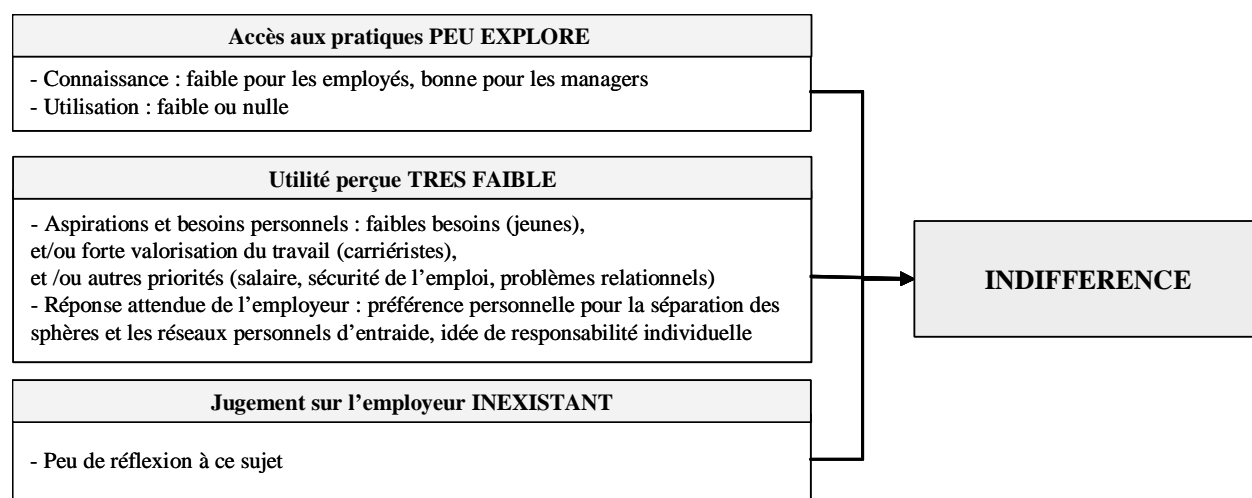 Accès aux pratiques PEU EXPLORE
- Connaissance : faible pour les employés, bonne pour les managers
- Utilisation : faible ou nulle
Utilité perçue TRES FAIBLE
- Aspirations et besoins personnels : faibles besoins (jeunes),
et/ou forte valorisation du travail (carriéristes),
et /ou autres priorités (salaire, sécurité de l’emploi, problèmes relationnels)
- Réponse attendue de l’employeur : préférence personnelle pour la séparation des
sphères et les réseaux personnels d’entraide, idée de responsabilité individuelle
INDIFFERENCE
Jugement sur l’employeur INEXISTANT
- Peu de réflexion à ce sujet